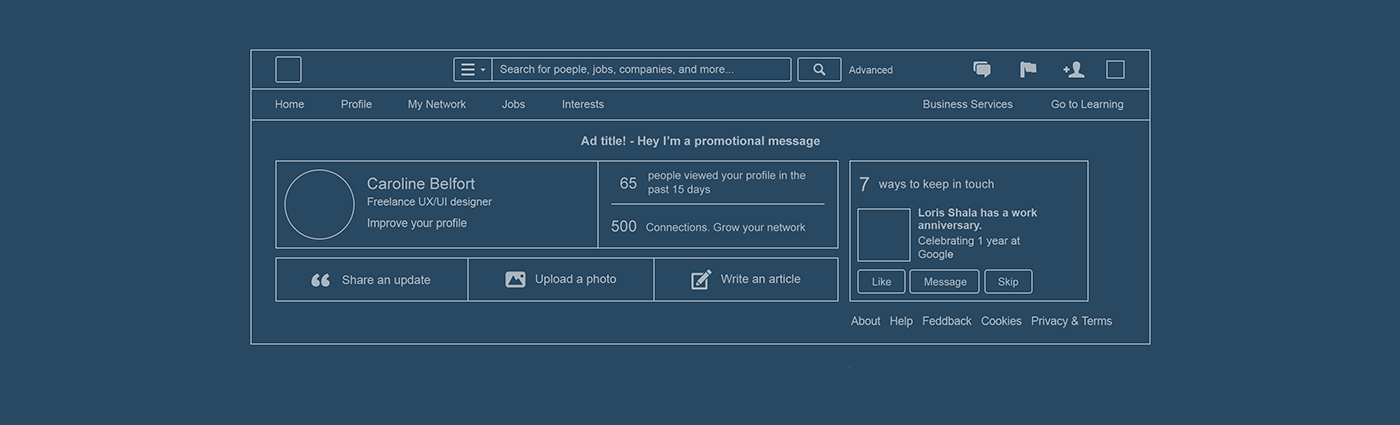 Search for poeple, jobs, companies, and more...
Advanced
Home
Profile
My Network
Jobs
Interests
Business Services
Go to Learning
Ad title! - Hey I'm a promotional message
Caroline Belfort
Freelance UX/UI designer
Improve your profile
65
people viewed your profile in the
past 15 days
500
Connections. Grow your network
7 ways to keep in touch
Loris Shala has a work
anniversary.
Celebrating 1 year at
Google
Like
Message
Skip
Share an update
Upload a photo
Write an article
About
Help
Feddback
Cookies
Privacy & Terms